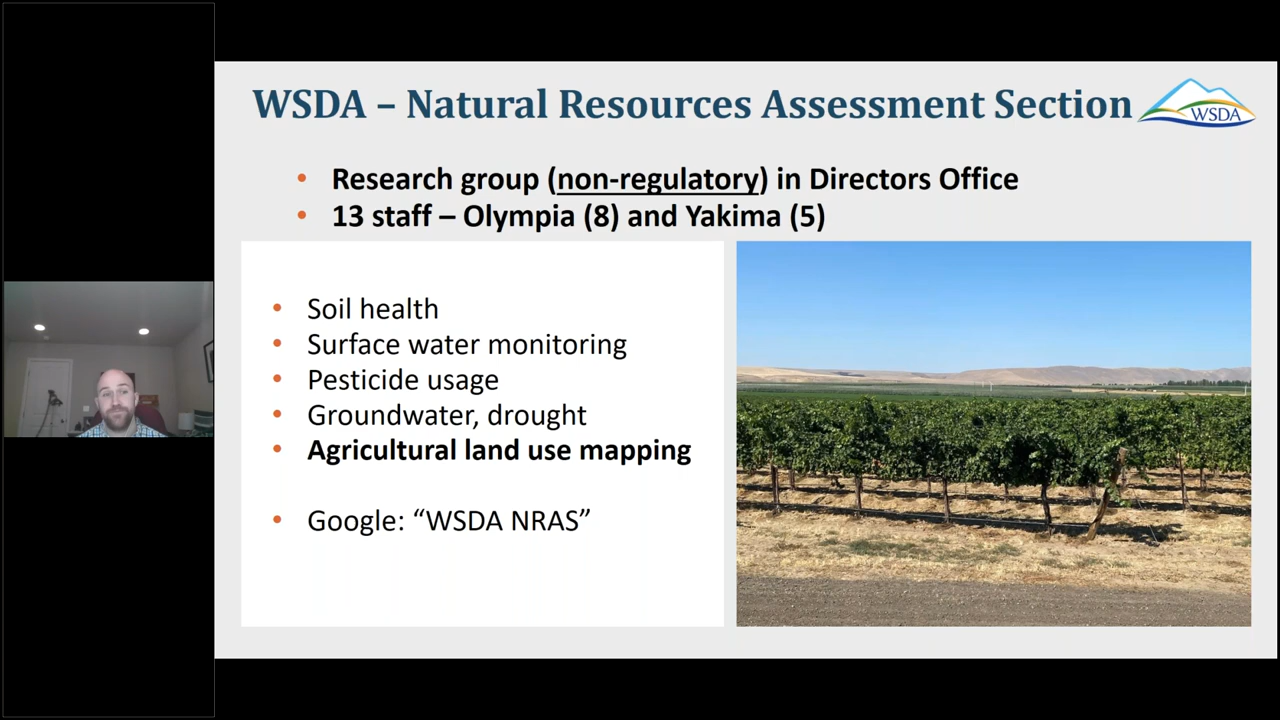 WSDA – Natural Resources Assessment Section
WSDA
• Research group (non-regulatory) in Directors Office
• 13 staff – Olympia (8) and Yakima (5)
• Soil health
• Surface water monitoring
• Pesticide usage
• Groundwater, drought
• Agricultural land use mapping
• Google: “WSDA NRAS”